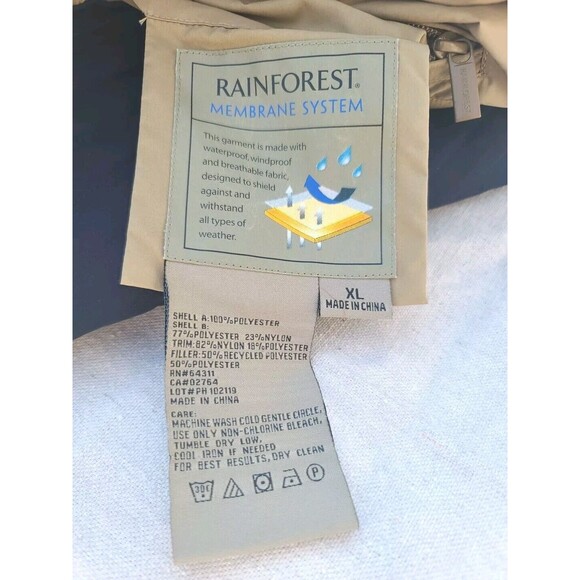 RAINFOREST®
MEMBRANE SYSTEM
This garment is made with
waterproof, windproof
and breathable fabric,
designed to shield
against and
withstand
all types of
weather.
XL
MADE IN CHINA
SHELL A:100%POLYESTER
SHELL B:
77%POLYESTER 23%NYLON
TRIM:82%NYLON 18%POLYESTER
FILLER:50%RECYCLED POLYESTER
50%POLYESTER
RN#64311
CA#02764
LOT#PH102119
MADE IN CHINA
CARE:
MACHINE WASH COLD GENTLE CIRCLE,
USE ONLY NON-CHLORINE BLEACH,
TUMBLE DRY LOW,
COOL IRON IF NEEDED
FOR BEST RESULTS, DRY CLEAN
30C P